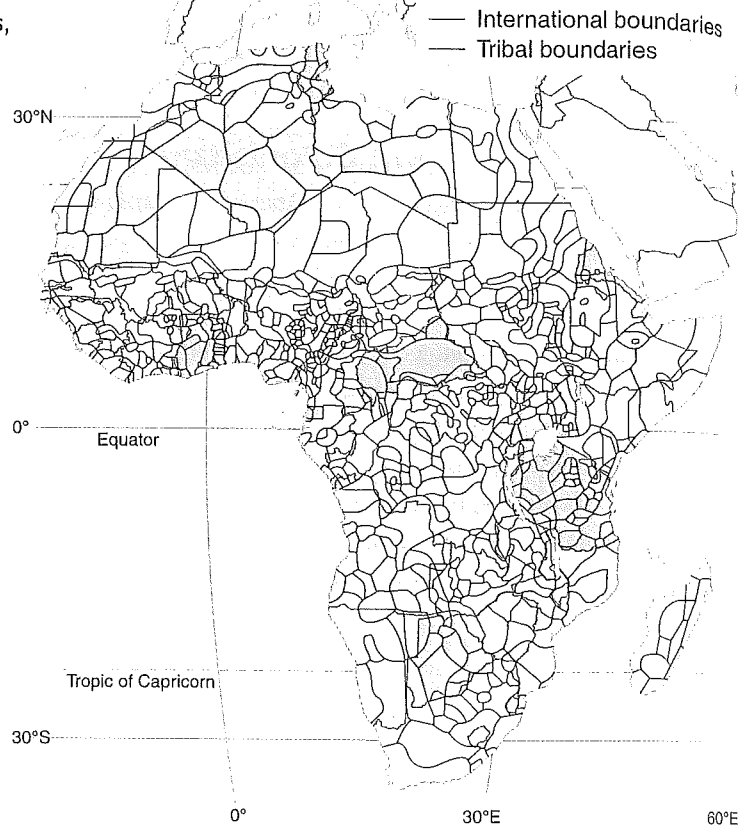 s,
International boundaries
Tribal boundaries
30°N
0°
Equator
Tropic of Capricorn
30°S
0°
30°E
60°E